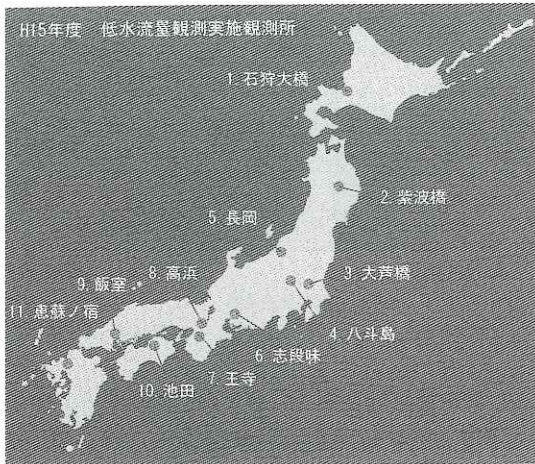 H15年度　低水流量観測実施観測所
1. 石狩大橋
2. 紫波橋
5. 長岡
8. 高浜
3. 大芦橋
9. 飯室
11. 恵蘇ノ宿
4. 八斗島
6. 志段味
7. 王寺
10. 池田